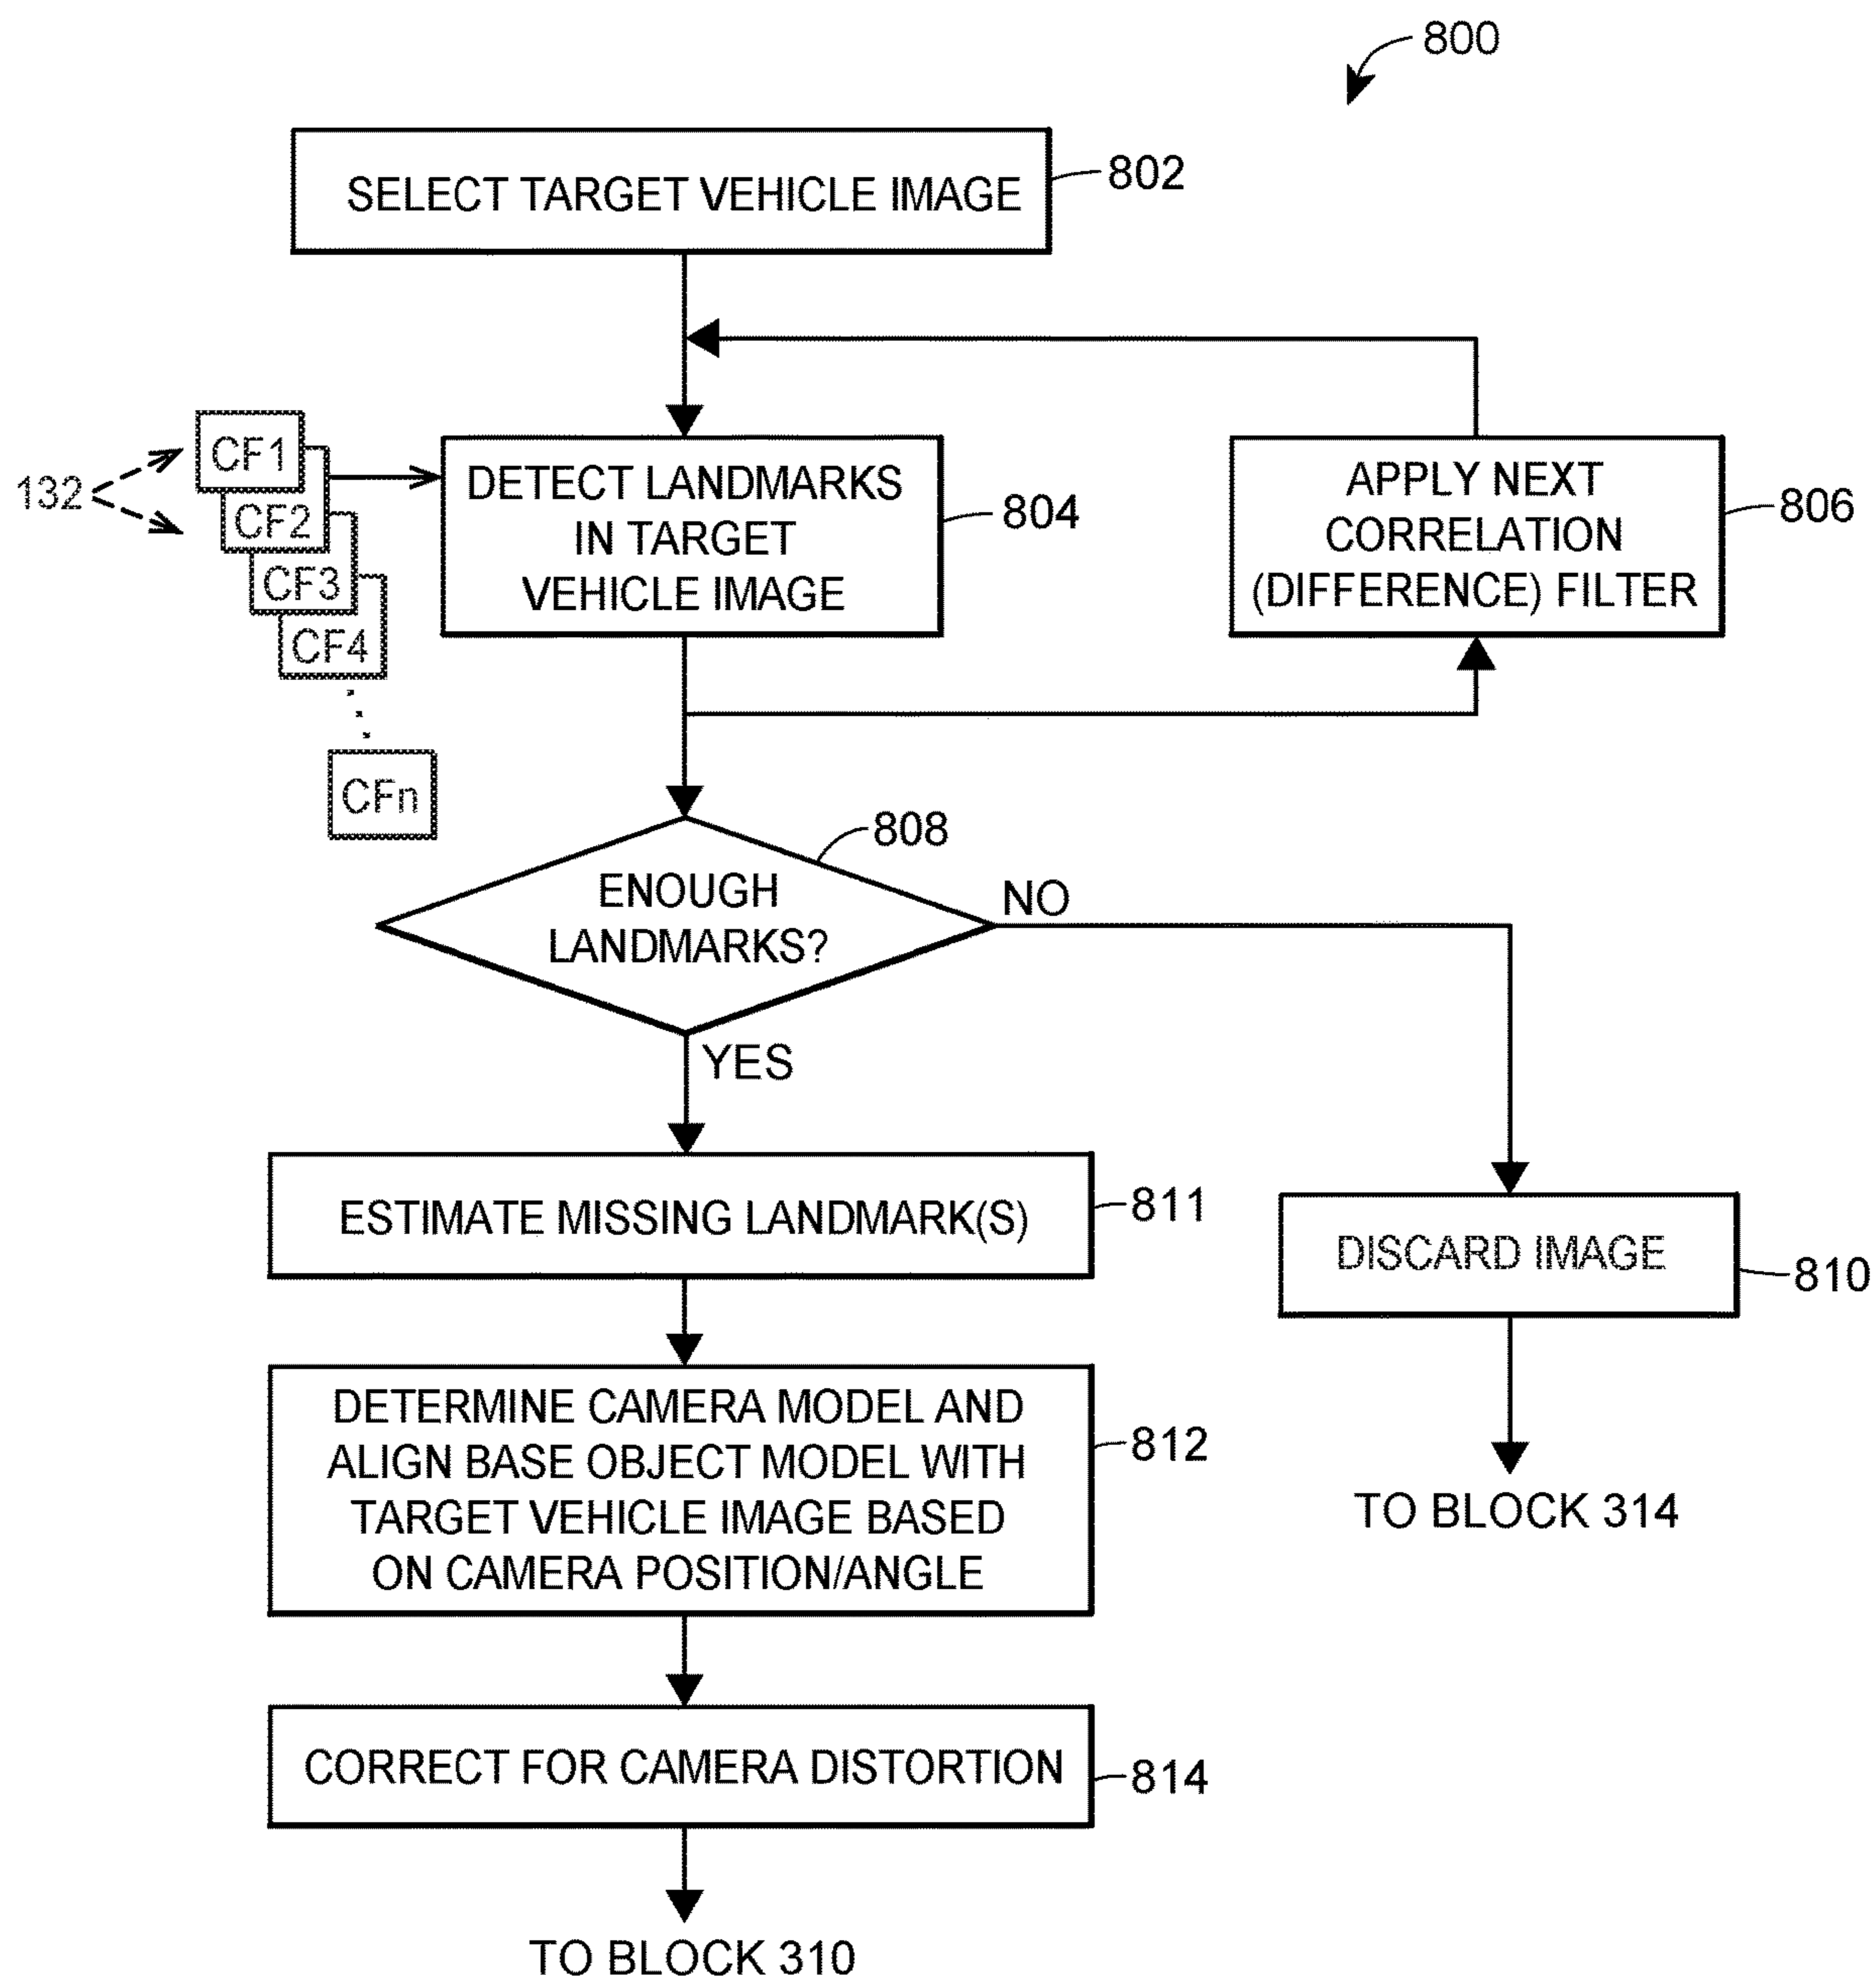 800
SELECT TARGET VEHICLE IMAGE
802
132
CF1
CF2
CF3
CF4
CFn
DETECT LANDMARKS
IN TARGET
VEHICLE IMAGE
804
APPLY NEXT
CORRELATION
(DIFFERENCE) FILTER
806
808
ENOUGH
LANDMARKS?
NO
YES
ESTIMATE MISSING LANDMARK(S)
811
DISCARD IMAGE
810
TO BLOCK 314
DETERMINE CAMERA MODEL AND
ALIGN BASE OBJECT MODEL WITH
TARGET VEHICLE IMAGE BASED
ON CAMERA POSITION/ANGLE
812
CORRECT FOR CAMERA DISTORTION
814
TO BLOCK 310